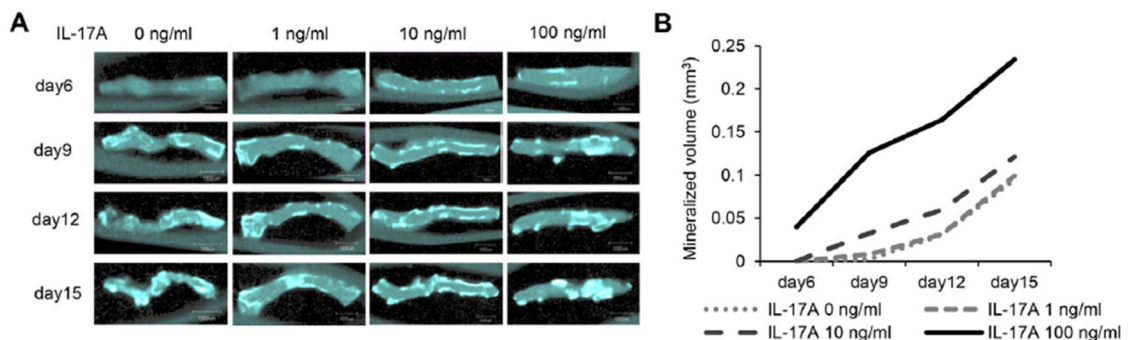 A
IL-17A 0 ng/ml 1 ng/ml 10 ng/ml 100 ng/ml
day6
day9
day12
day15
B
Mineralized volume (mm³)
0.25
0.2
0.15
0.1
0.05
0
day6 day9 day12 day15
IL-17A 0 ng/ml IL-17A 1 ng/ml
IL-17A 10 ng/ml IL-17A 100 ng/ml